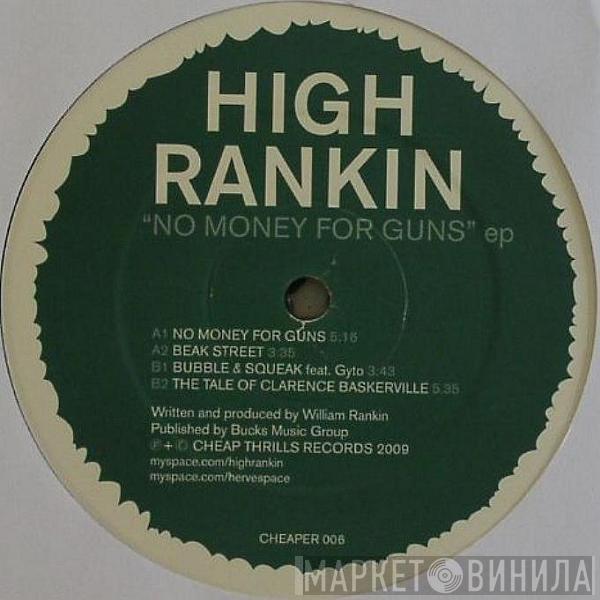 HIGH
RANKIN
"NO MONEY FOR GUNS" ep
A1 NO MONEY FOR GUNS 5:16
A2 BEAK STREET 3:35
B1 BUBBLE & SQUEAK feat. Gyto 3:43
B2 THE TALE OF CLARENCE BASKERVILLE 5.35
Written and produced by William Rankin
Published by Bucks Music Group
℗+© CHEAP THRILLS RECORDS 2009
myspace.com/highrankin
myspace.com/hervespace
CHEAPER 006
МАРКЕТ ВИНИЛА